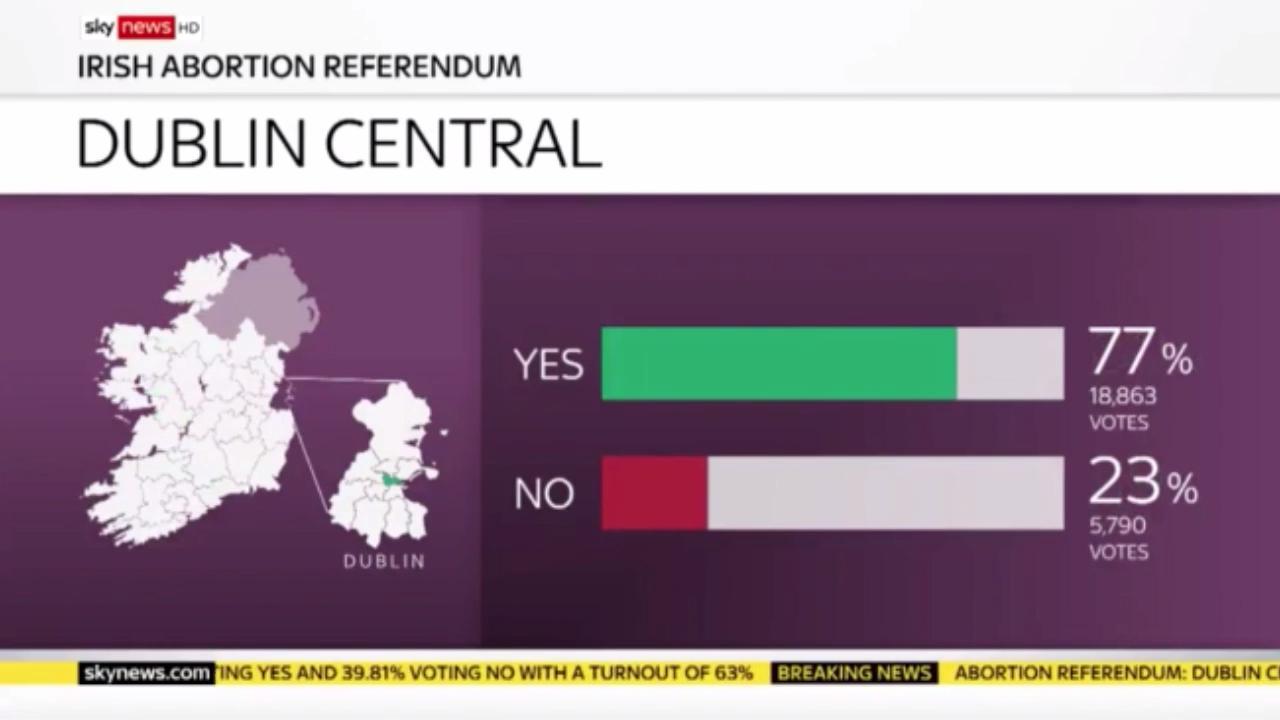 sky news HD
IRISH ABORTION REFERENDUM
DUBLIN CENTRAL
YES
77%
18,863
VOTES
NO
23%
5,790
VOTES
DUBLIN
skynews.com TING YES AND 39.81% VOTING NO WITH A TURNOUT OF 63% BREAKING NEWS ABORTION REFERENDUM: DUBLIN